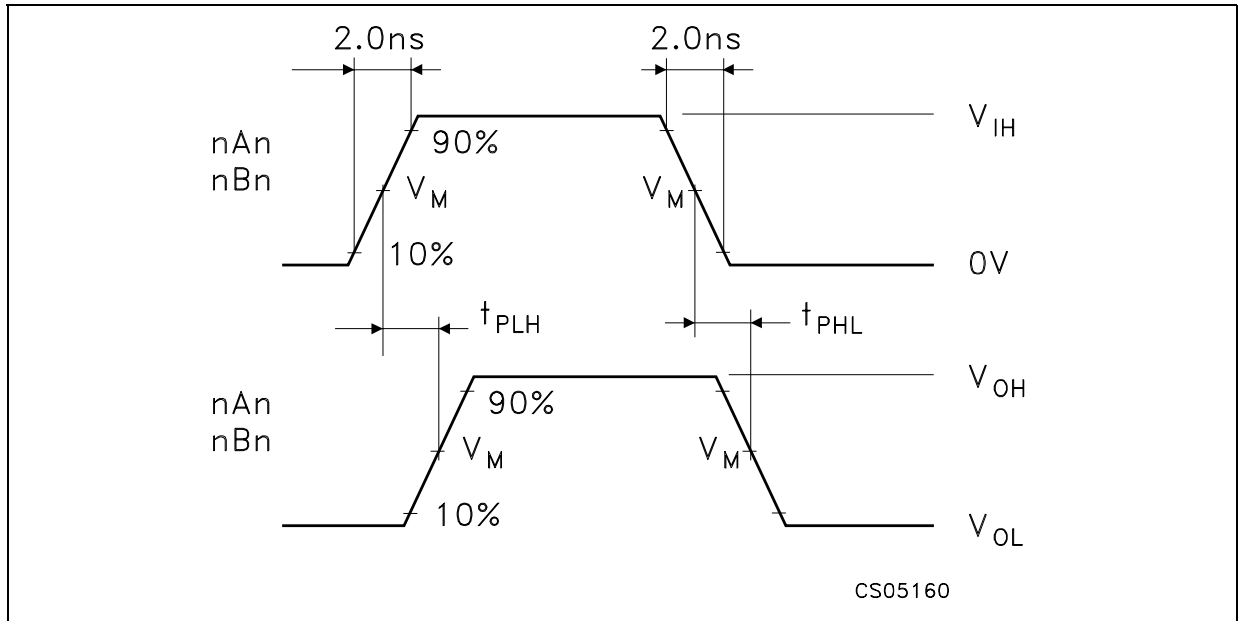 2.0ns 2.0ns
V_IH
nAn 90%
nBn V_M V_M
10% 0V
t_PLH t_PHL
V_OH
nAn 90%
nBn V_M V_M
10%
V_OL
CS05160